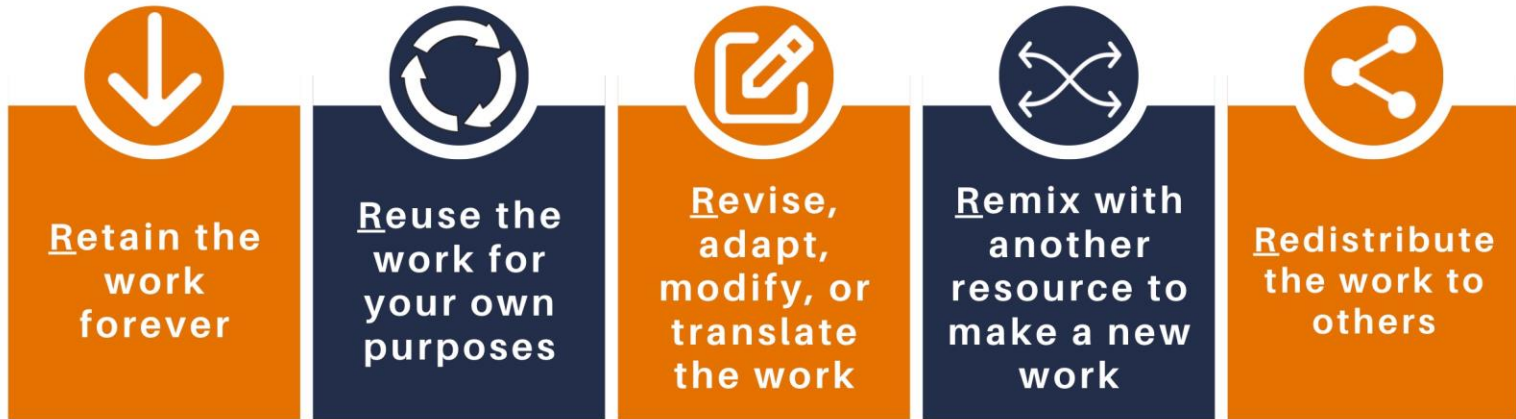 Retain the
work
forever
Reuse the
work for
your own
purposes
Revise,
adapt,
modify, or
translate
the work
Remix with
another
resource to
make a new
work
Redistribute
the work to
others